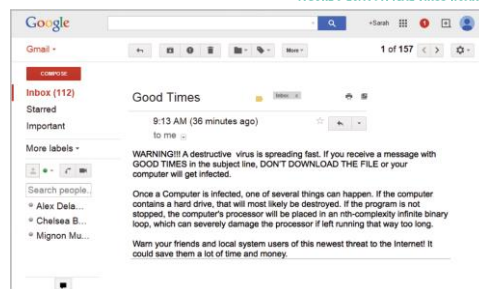 Google
+Sarah
Gmail
More
1 of 157
COMPOSE
Inbox (112)
Starred
Important
More labels
Search people..
Alex Dela...
Chelsea B...
Mignon Mu...
Good Times
Inbox x
9:13 AM (36 minutes ago)
to me
WARNING!!! A destructive virus is spreading fast. If you receive a message with
GOOD TIMES in the subject line, DON'T DOWNLOAD THE FILE or your
computer will get infected.
Once a Computer is infected, one of several things can happen. If the computer
contains a hard drive, that will most likely be destroyed. If the program is not
stopped, the computer's processor will be placed in an nth-complexity infinite binary
loop, which can severely damage the processor if left running that way too long.
Warn your friends and local system users of this newest threat to the Internet! It
could save them a lot of time and money.